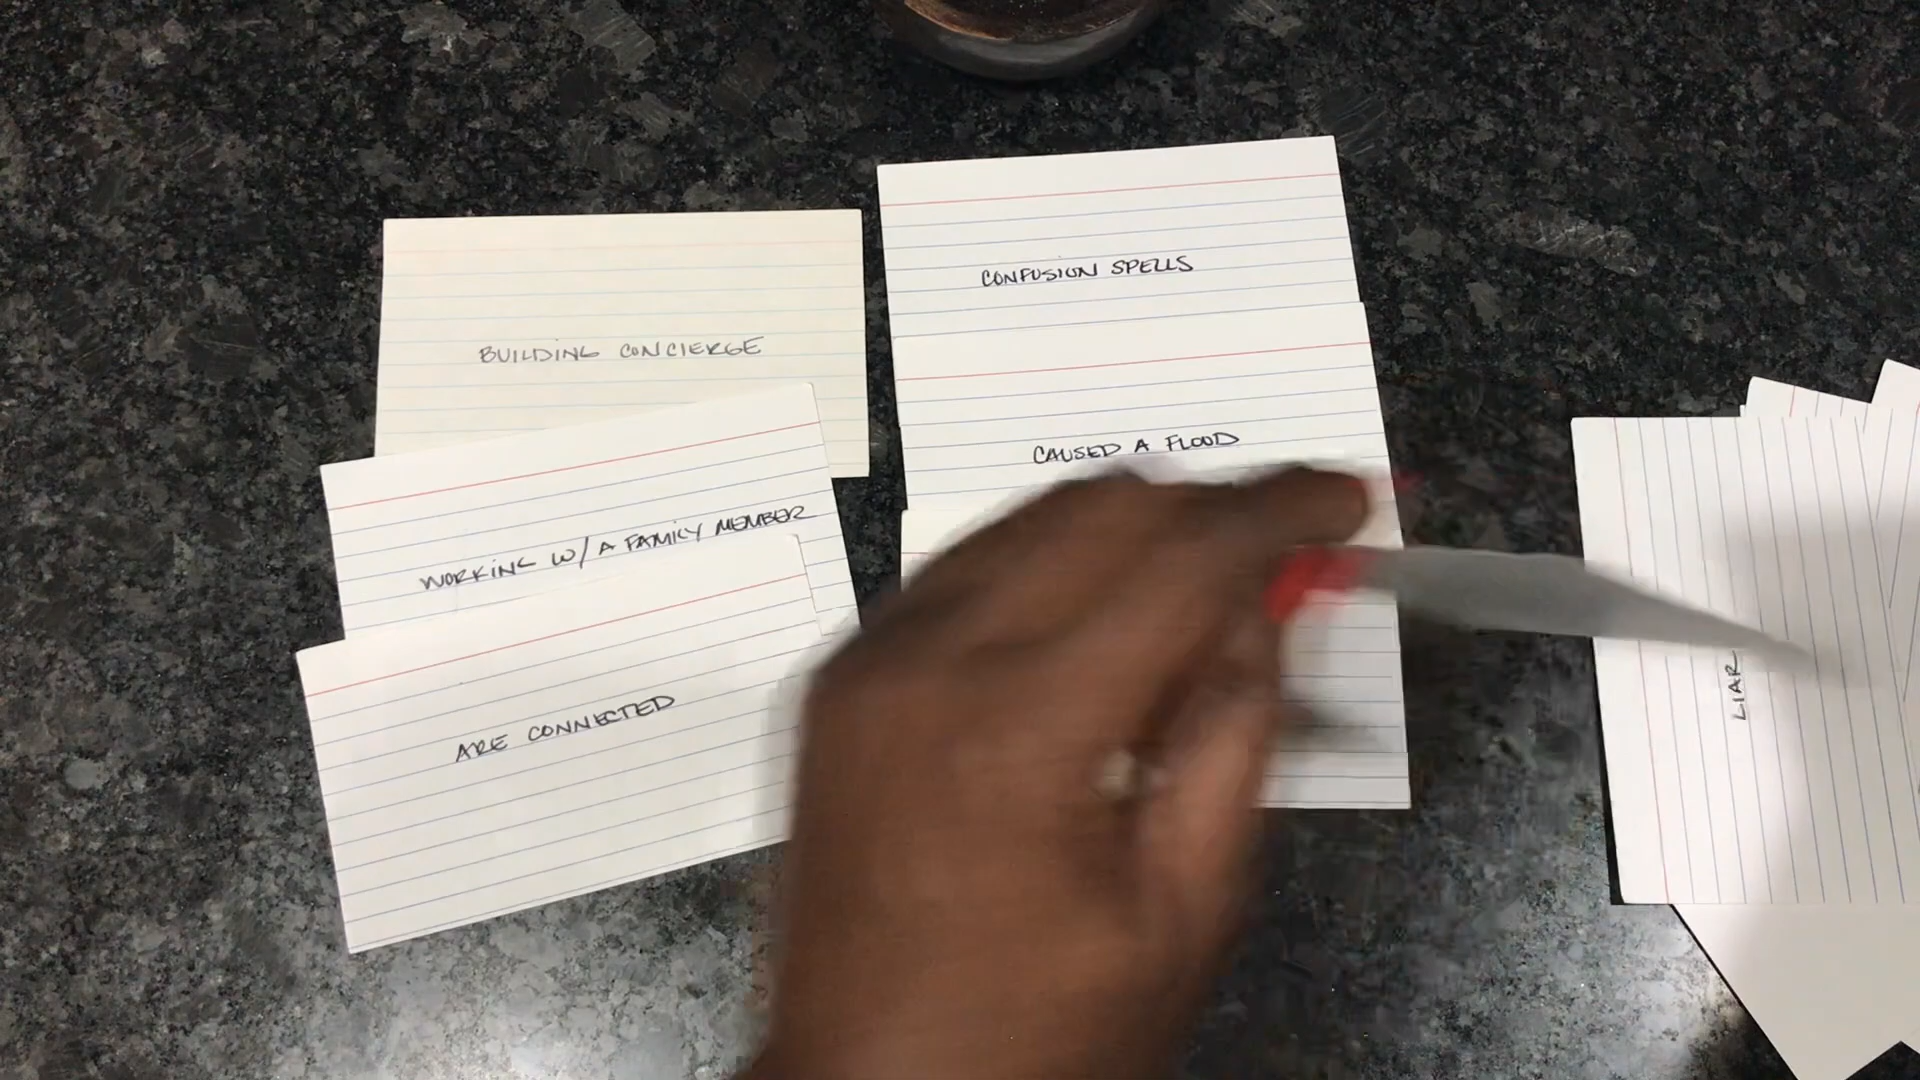 BUILDING CONCIERGE
WORKING W/ A FAMILY MEMBER
ARE CONNECTED
CONFUSION SPELLS
CAUSED A FLOOD
LIAR